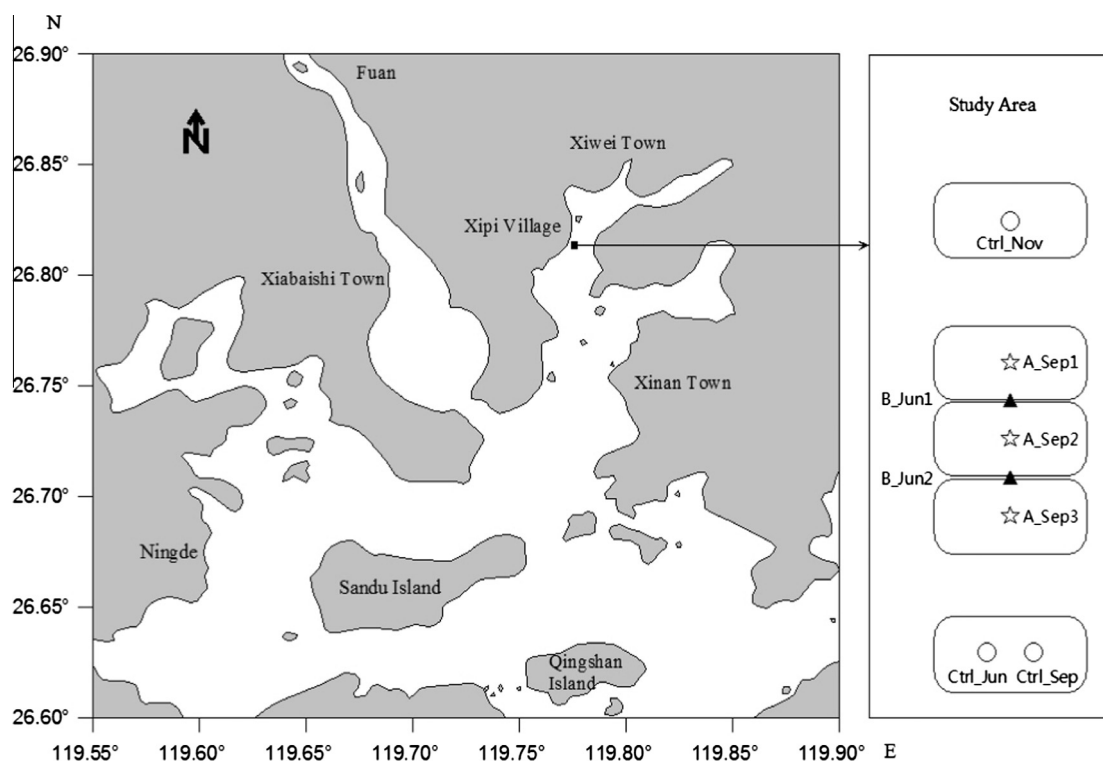 N
26.90°
26.85°
26.80°
26.75°
26.70°
26.65°
26.60°
119.55°
119.60°
119.65°
119.70°
119.75°
119.80°
119.85°
119.90°
E
N
Fuan
Xiwei Town
Xipi Village
Xiabaishi Town
Xinan Town
Ningde
Sandu Island
Qingshan
Island
Study Area
Ctrl_Nov
A_Sep1
B_Jun1
A_Sep2
B_Jun2
A_Sep3
Ctrl_Jun
Ctrl_Sep